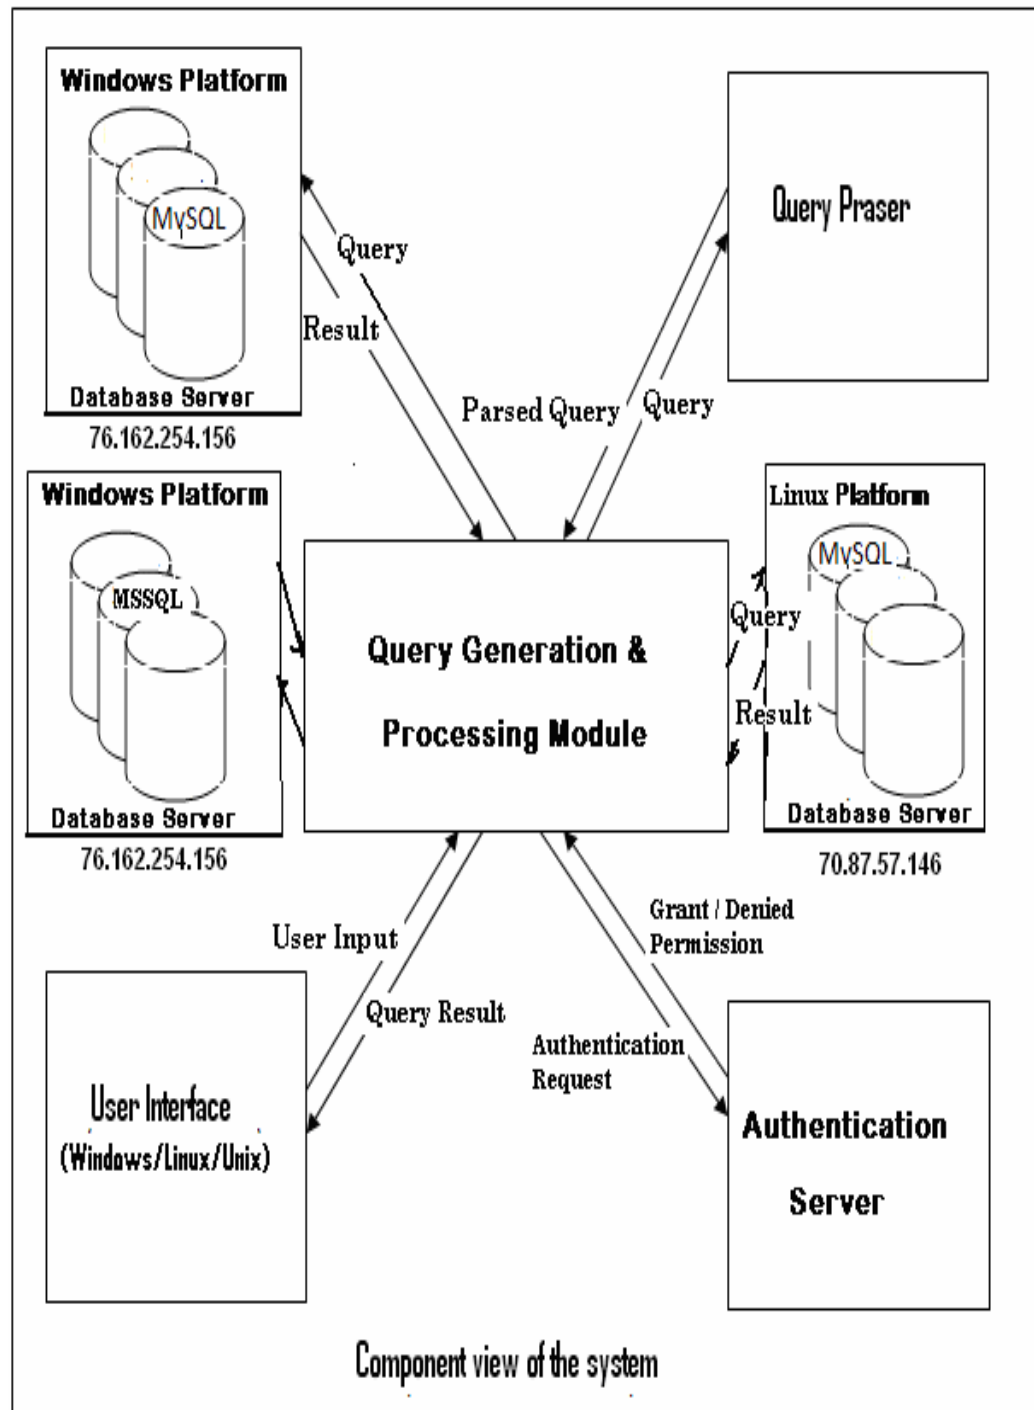 Windows Platform
MySQL
Database Server
76.162.254.156
Query
Result
Query Praser
Parsed Query
Query
Windows Platform
MSSQL
Database Server
76.162.254.156
Query Generation &
Processing Module
Linux Platform
MySQL
Query
Result
Database Server
70.87.57.146
User Input
Query Result
Grant / Denied
Permission
Authentication
Request
User Interface
(Windows/Linux/Unix)
Authentication
Server
Component view of the system